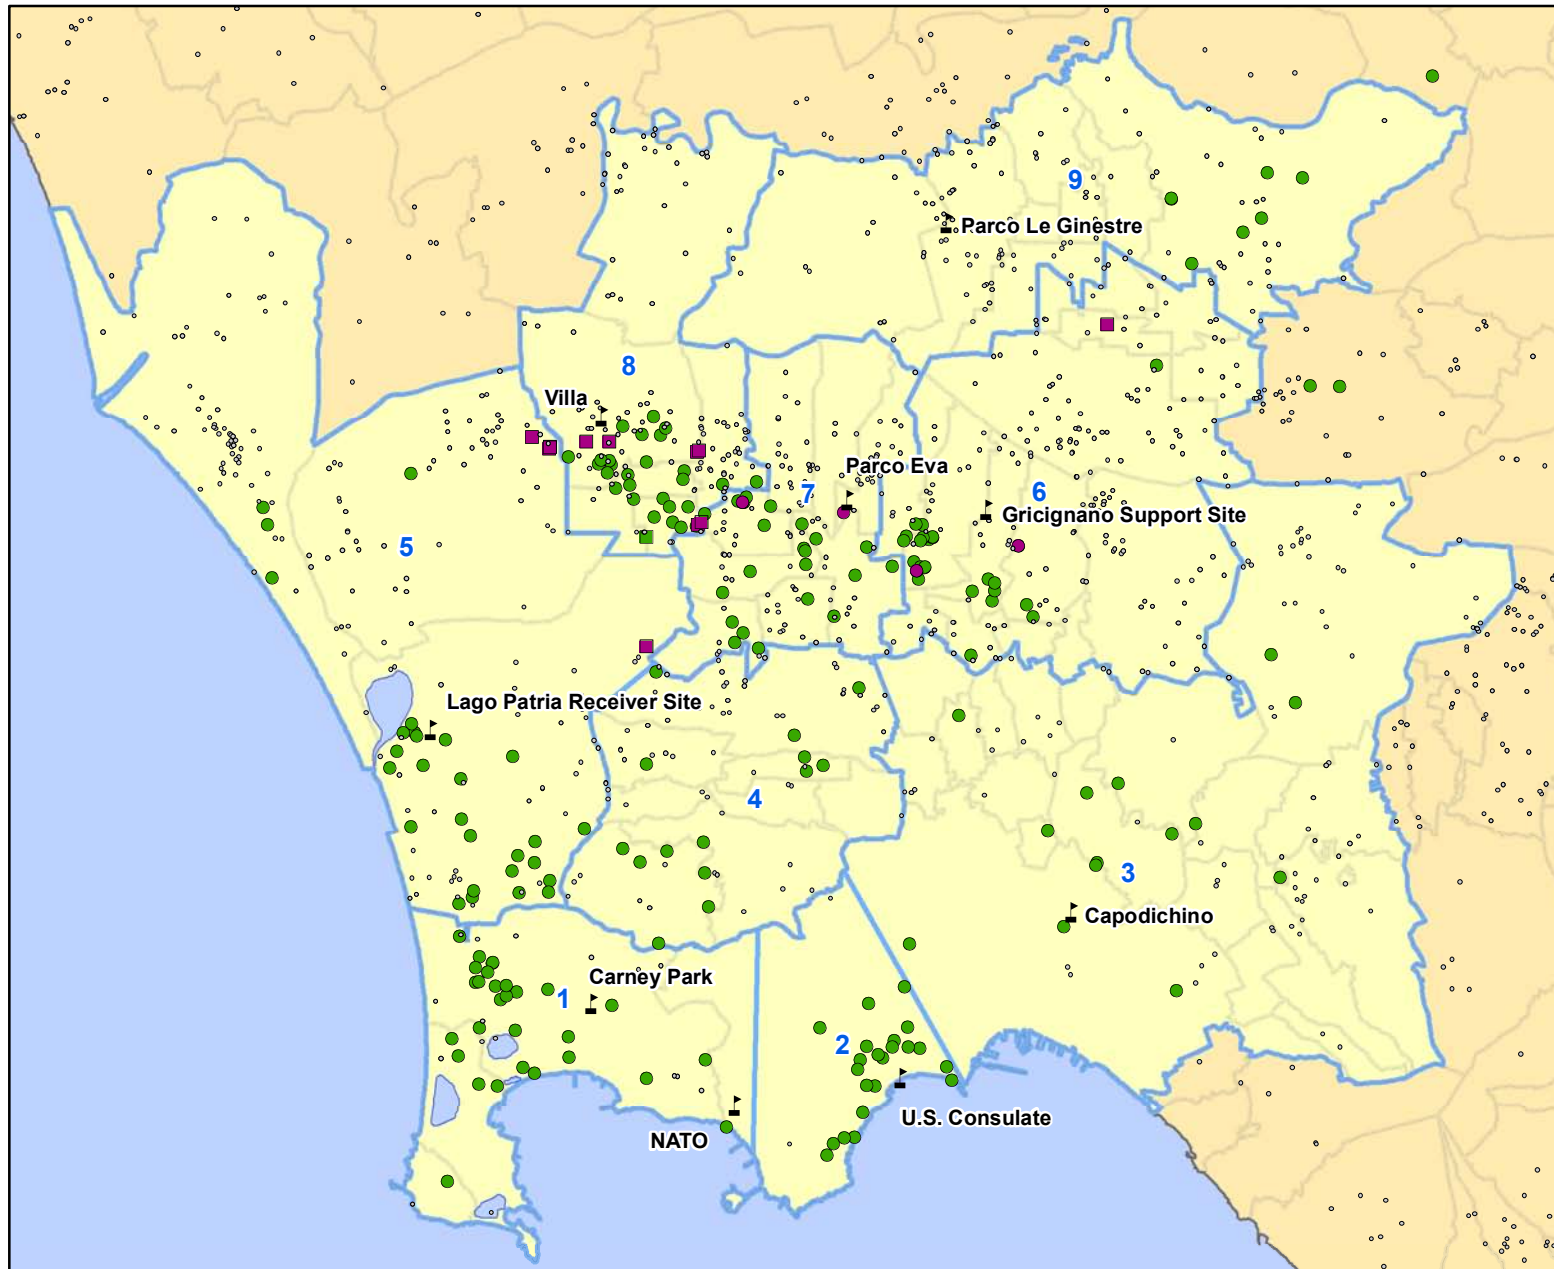 9
Parco Le Ginestre
8
Villa
Parco Eva
7
6
Gricignano Support Site
5
Lago Patria Receiver Site
4
3
Capodichino
Carney Park
1
2
U.S. Consulate
NATO